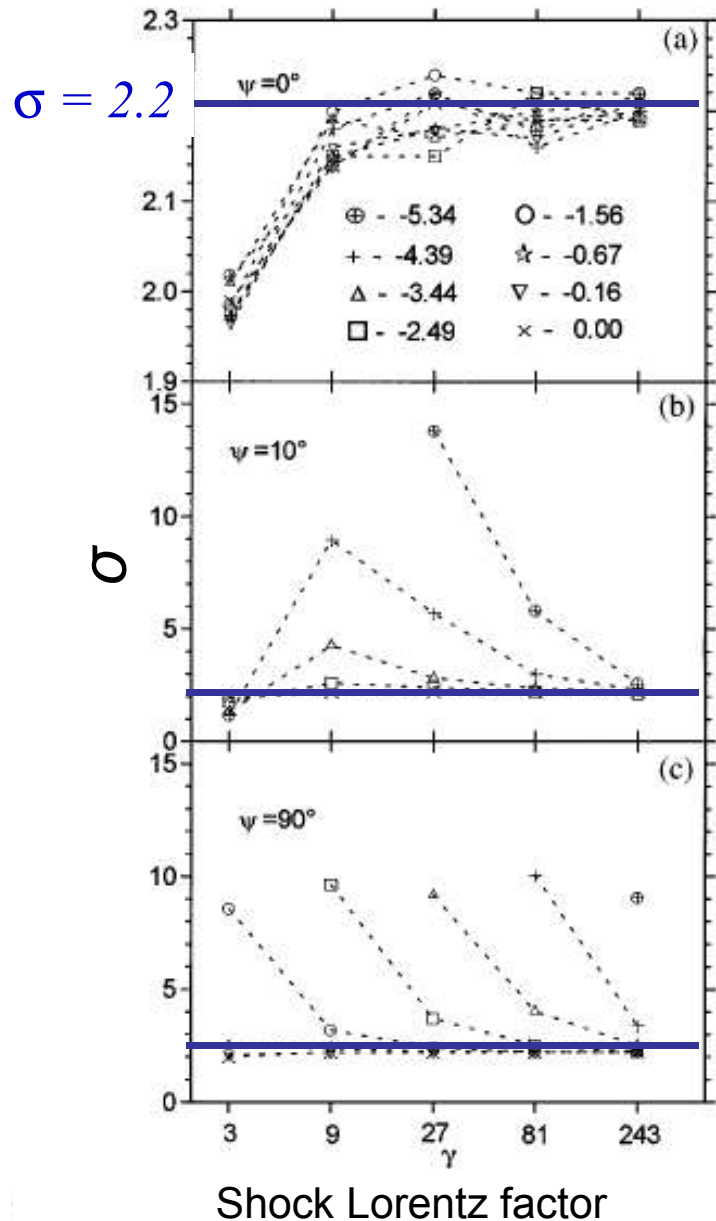 2.3
(a)
ψ=0°
σ = 2.2
2.1
2.0
1.9
⊕ - -5.34
○ - -1.56
+ - -4.39
☆ - -0.67
△ - -3.44
▽ - -0.16
□ - -2.49
× - 0.00
15
(b)
ψ=10°
10
σ
5
0
15
(c)
ψ=90°
10
5
0
3 9 27 81 243
γ
Shock Lorentz factor